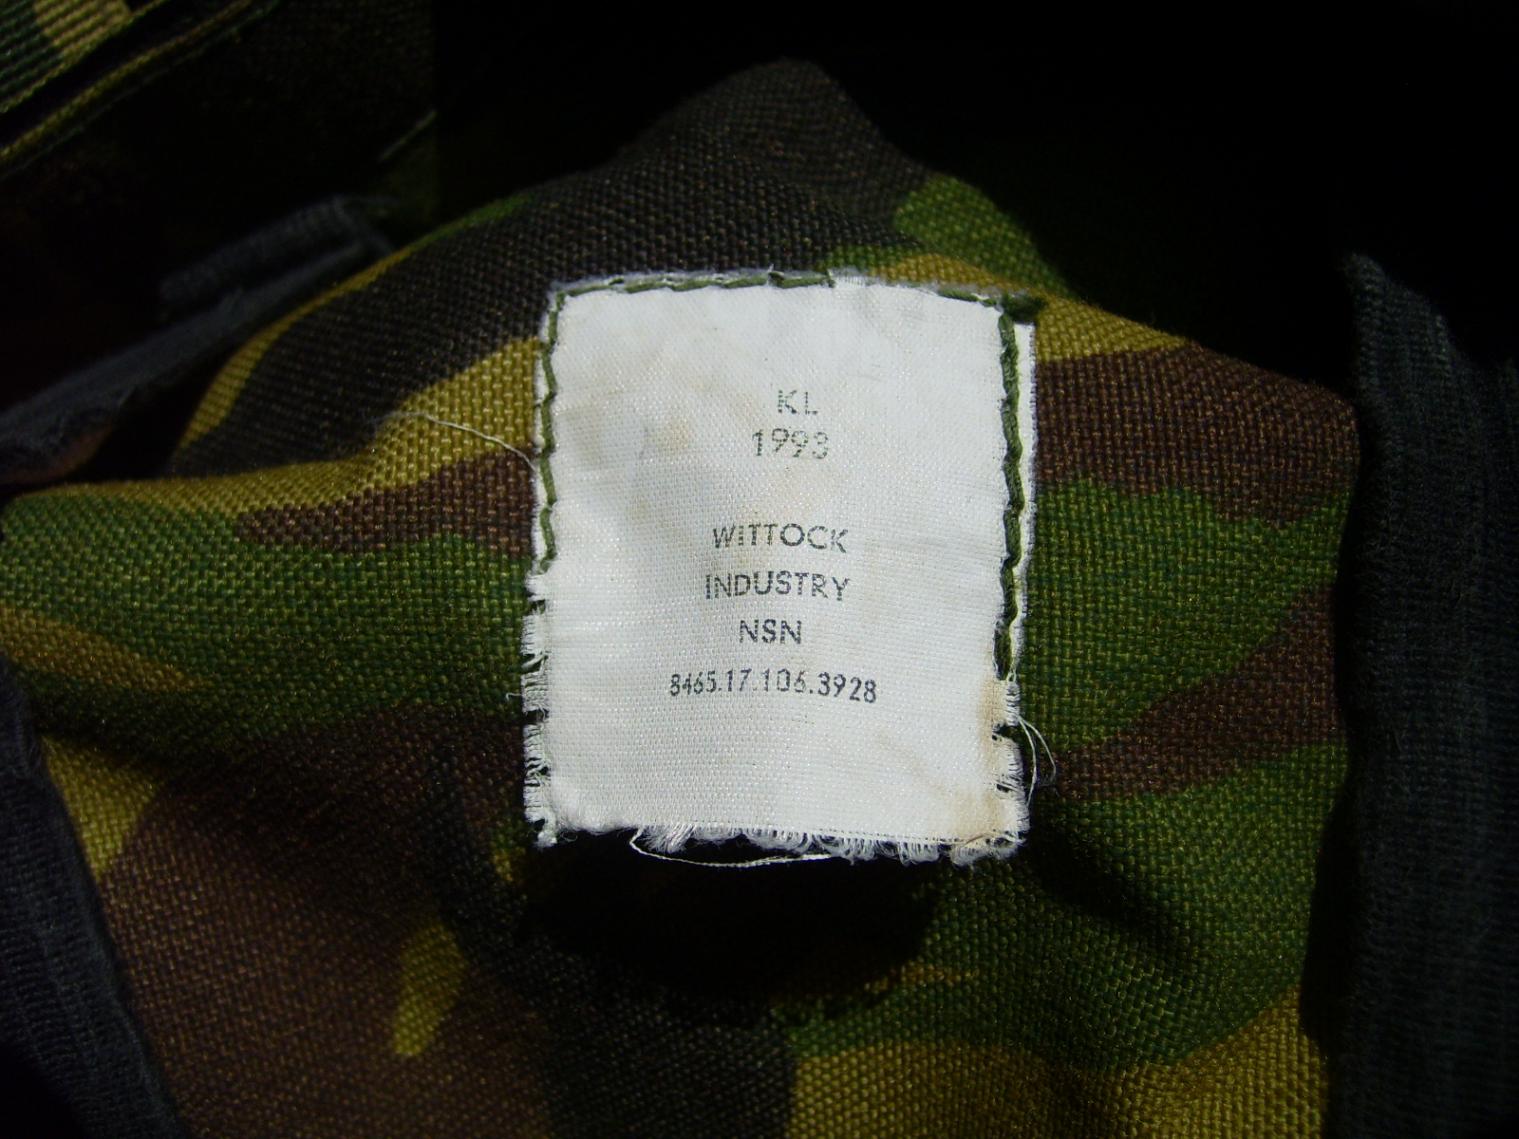 KL
1993
WITTOCK
INDUSTRY
NSN
8465.17.106.3928